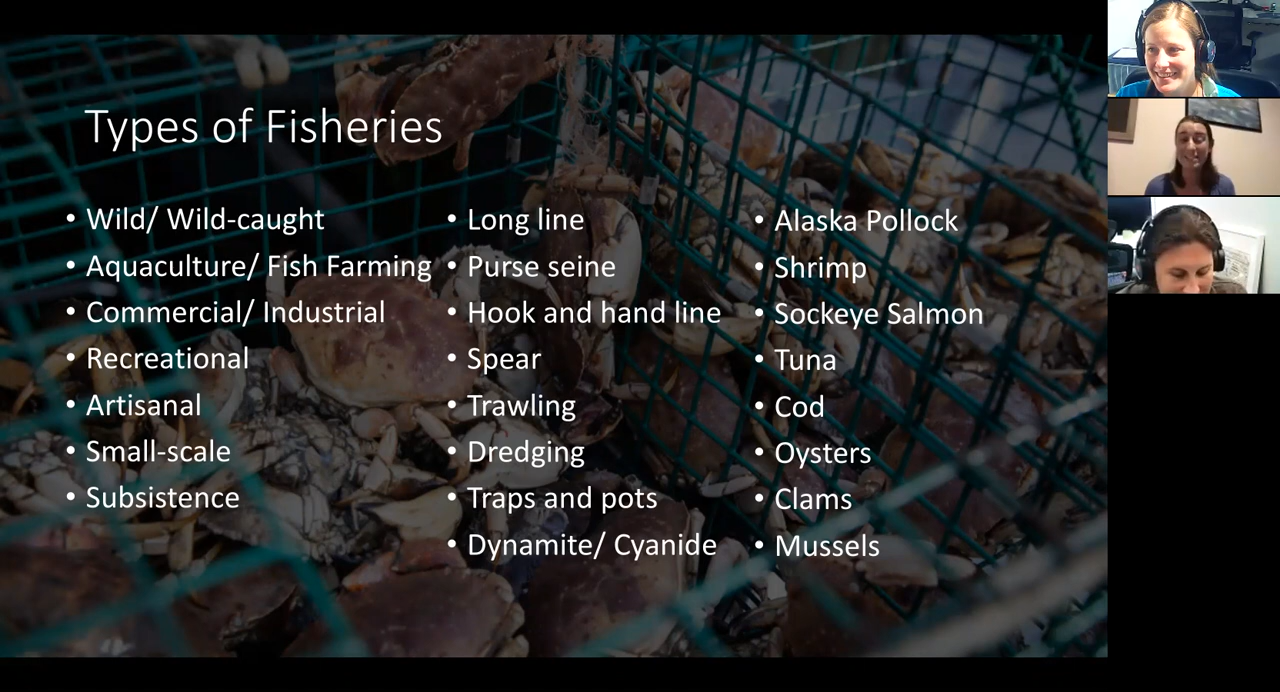 Types of Fisheries
• Wild/ Wild-caught
• Aquaculture/ Fish Farming
• Commercial/ Industrial
• Recreational
• Artisanal
• Small-scale
• Subsistence
• Long line
• Purse seine
• Hook and hand line
• Spear
• Trawling
• Dredging
• Traps and pots
• Dynamite/ Cyanide
• Alaska Pollock
• Shrimp
• Sockeye Salmon
• Tuna
• Cod
• Oysters
• Clams
• Mussels